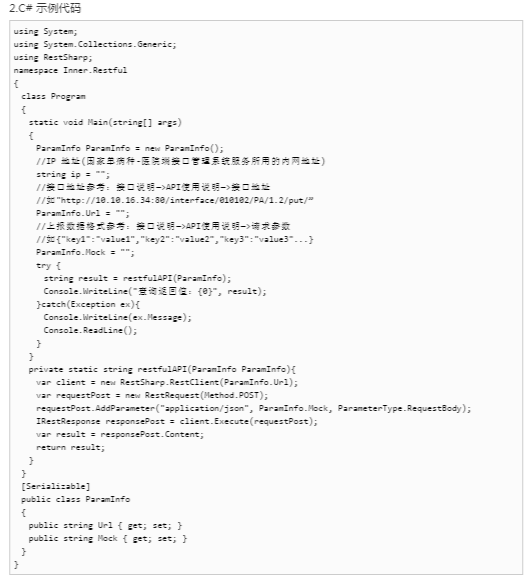 2.C# 示例代码
using System;
using System.Collections.Generic;
using RestSharp;
namespace Inner.Restful
{
class Program
{
static void Main(string[] args)
{
ParamInfo ParamInfo = new ParamInfo();
//IP 地址(国家单病种-医院端接口管理系统服务所用的内网地址)
string ip = "";
//接口地址参考：接口说明->API使用说明->接口地址
//如"http://10.10.16.34:80/interface/010102/PA/1.2/put/"
ParamInfo.Url = "";
//上报数据格式参考：接口说明->API使用说明->请求参数
//如{"key1":"value1","key2":"value2","key3":"value3"...}
ParamInfo.Mock = "";
try {
string result = restfulAPI(ParamInfo);
Console.WriteLine("查询返回值：{0}", result);
}catch(Exception ex){
Console.WriteLine(ex.Message);
Console.ReadLine();
}
}
private static string restfulAPI(ParamInfo ParamInfo){
var client = new RestSharp.RestClient(ParamInfo.Url);
var requestPost = new RestRequest(Method.POST);
requestPost.AddParameter("application/json", ParamInfo.Mock, ParameterType.RequestBody);
IRestResponse responsePost = client.Execute(requestPost);
var result = responsePost.Content;
return result;
}
}
[Serializable]
public class ParamInfo
{
public string Url { get; set; }
public string Mock { get; set; }
}
}